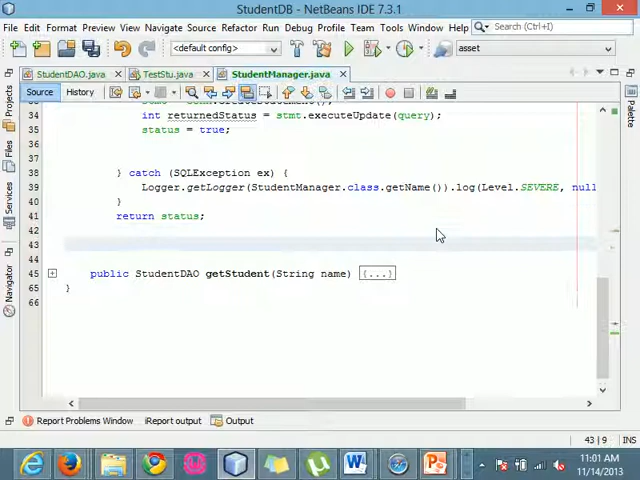 StudentDB - NetBeans IDE 7.3.1
File Edit View Navigate Source Refactor Run Debug Profile Team Tools Window Help
Search (Ctrl+I)
<default config>
asset
StudentDAO.java
TestStu.java
StudentManager.java
Source
History
34 int returnedStatus = stmt.executeUpdate(query);
35 status = true;
36
37
38 } catch (SQLException ex) {
39 Logger.getLogger(StudentManager.class.getName()).log(Level.SEVERE, null
40 }
41 return status;
42
43
44
45 public StudentDAO getStudent(String name) {...}
65 }
66
Projects
Files
Services
Navigator
Palette
Report Problems Window
iReport output
Output
43 | 9
INS
11:01 AM
11/14/2013